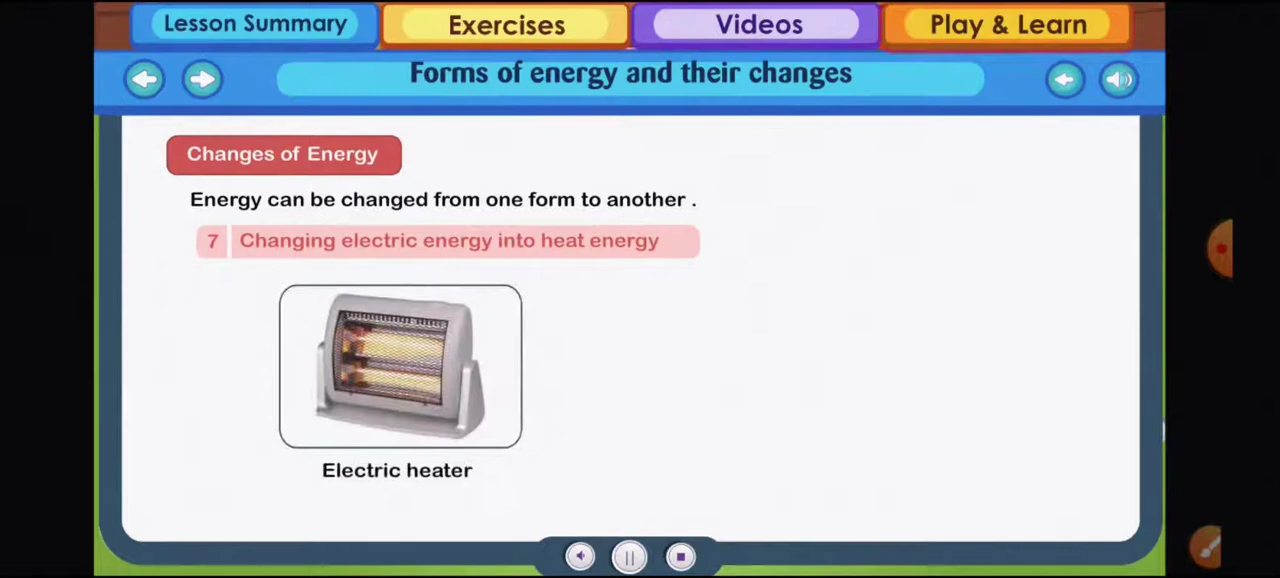 Lesson Summary
Exercises
Videos
Play & Learn
Forms of energy and their changes
Changes of Energy
Energy can be changed from one form to another .
7 Changing electric energy into heat energy
Electric heater